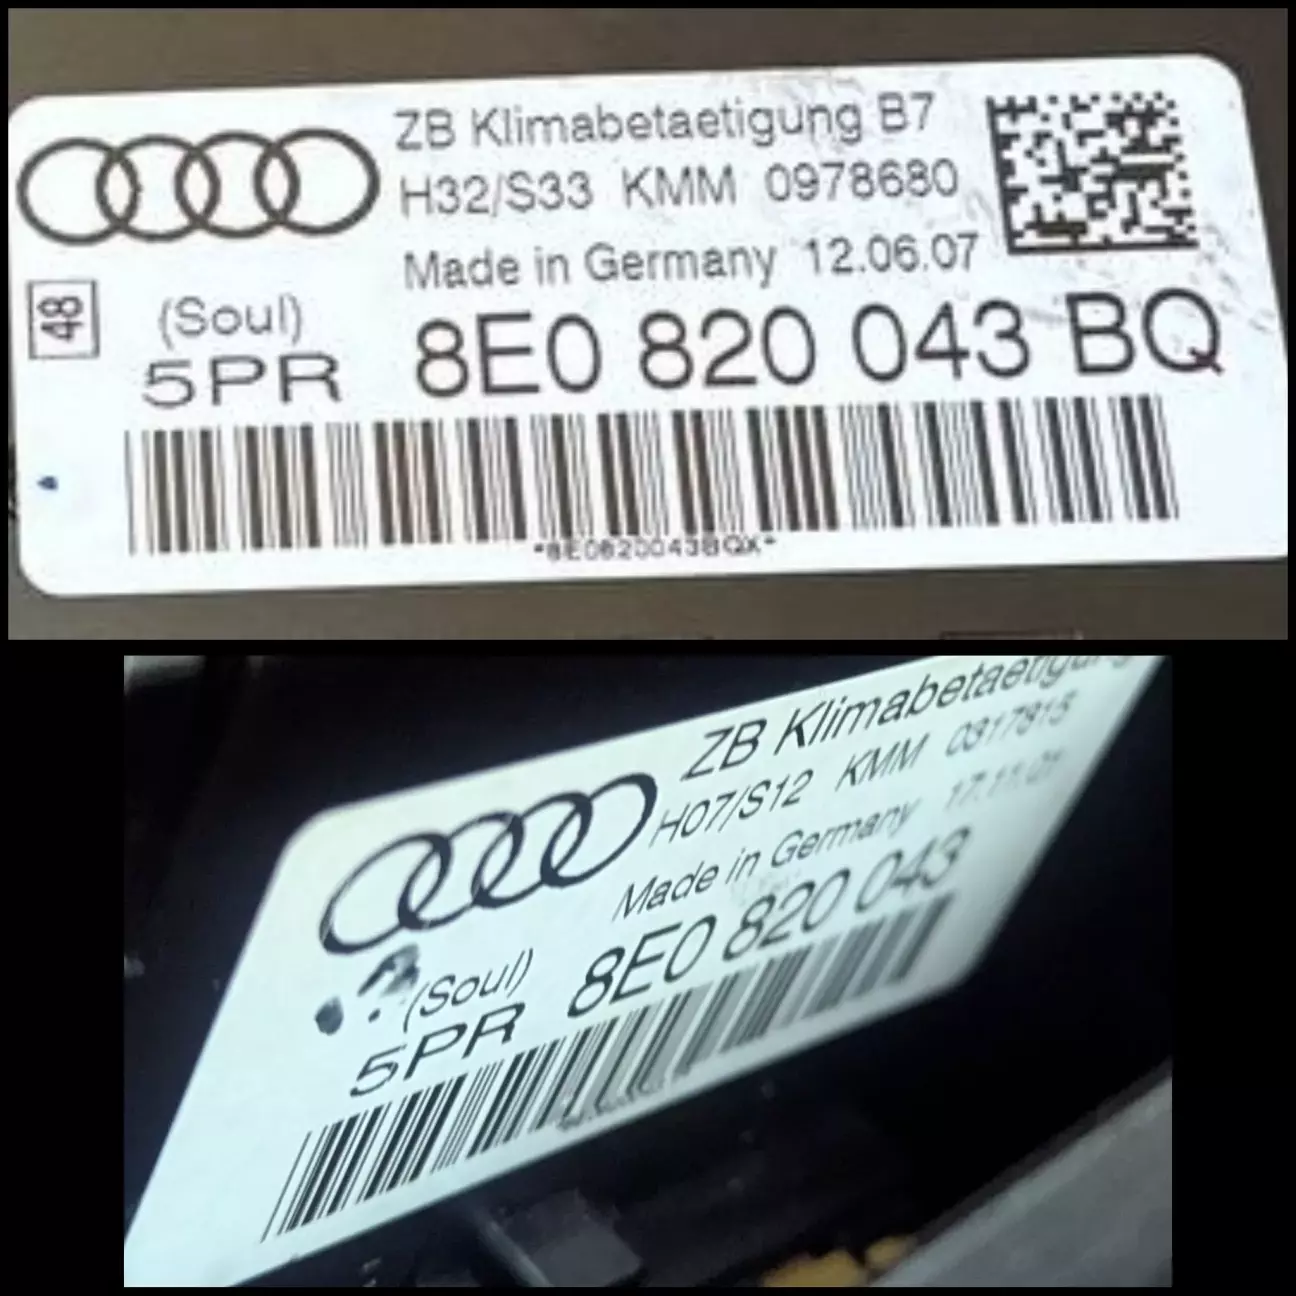 ZB Klimabetaetigung B7
H32/S33 KMM 0978680
Made in Germany 12.06.07
48
(Soul)
5PR 8E0 820 043 BQ
*8E0820043BQX*
ZB Klimabetaetigung
H07/S12 KMM
Made in Germany
(Soul)
5PR 8E0 820 043